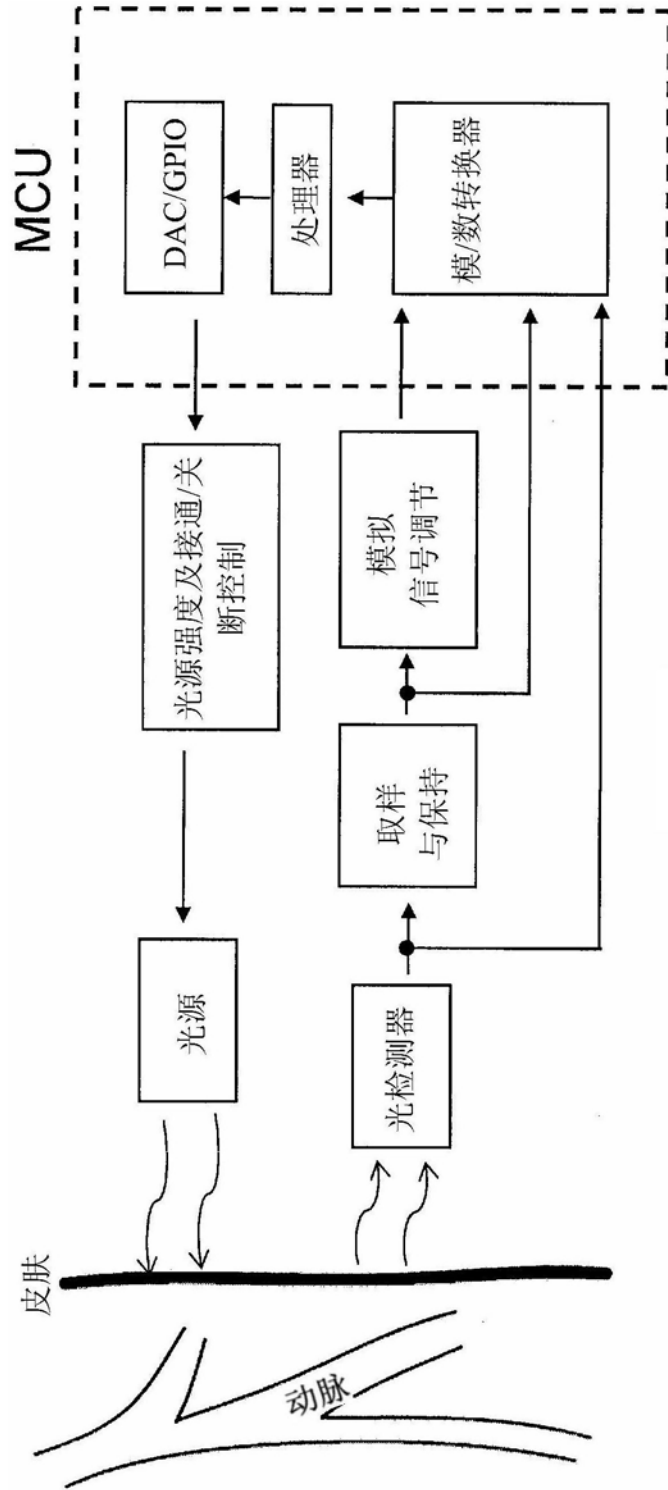 MCU
DAC/GPIO
处理器
模/数转换器
光源强度及接通/关
断控制
模拟
信号调节
取样
与保持
光源
光检测器
皮肤
动脉